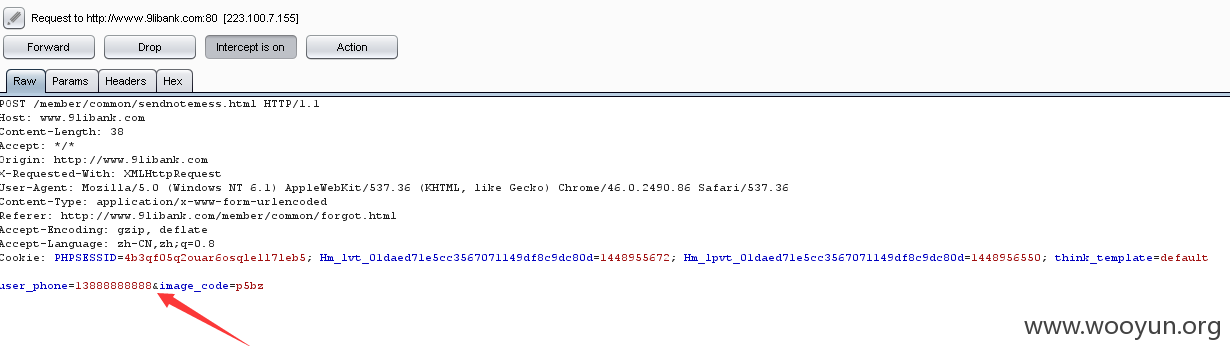 Request to http://www.9libank.com:80 [223.100.7.155]
Forward Drop Intercept is on Action
Raw Params Headers Hex
POST /member/common/sendnotemess.html HTTP/1.1
Host: www.9libank.com
Content-Length: 38
Accept: */*
Origin: http://www.9libank.com
X-Requested-With: XMLHttpRequest
User-Agent: Mozilla/5.0 (Windows NT 6.1) AppleWebKit/537.36 (KHTML, like Gecko) Chrome/46.0.2490.86 Safari/537.36
Content-Type: application/x-www-form-urlencoded
Referer: http://www.9libank.com/member/common/forgot.html
Accept-Encoding: gzip, deflate
Accept-Language: zh-CN,zh;q=0.8
Cookie: PHPSESSID=4b3qf05q2ouar6osqle1171eb5; Hm_lvt_01daed71e5cc3567071149df8c9dc80d=1448955672; Hm_lpvt_01daed71e5cc3567071149df8c9dc80d=1448956550; think_template=default
user_phone=13888888888&image_code=p5bz
www.wooyun.org